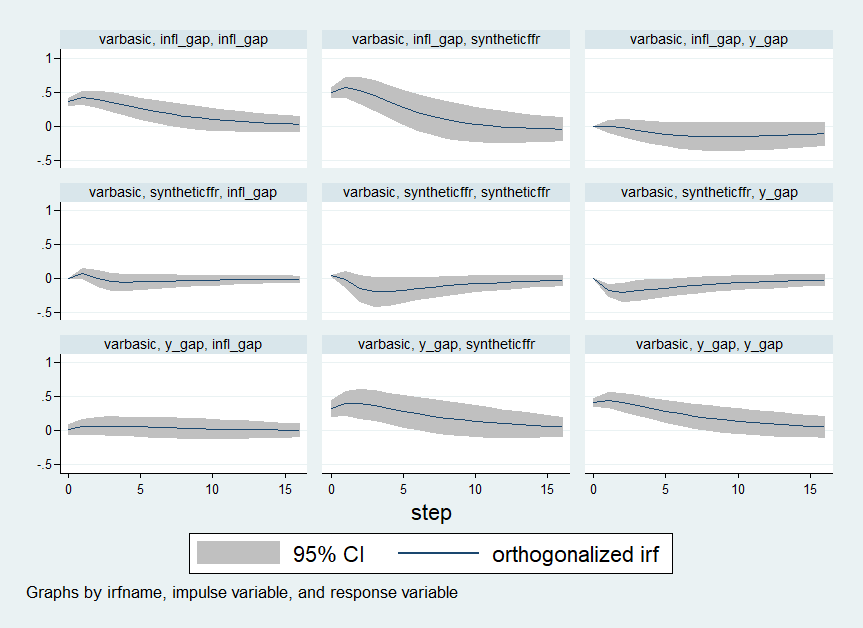 varbasic, infl_gap, infl_gap
varbasic, infl_gap, syntheticffr
varbasic, infl_gap, y_gap
1
.5
0
-.5
varbasic, syntheticffr, infl_gap
varbasic, syntheticffr, syntheticffr
varbasic, syntheticffr, y_gap
1
.5
0
-.5
varbasic, y_gap, infl_gap
varbasic, y_gap, syntheticffr
varbasic, y_gap, y_gap
1
.5
0
-.5
0 5 10 15
0 5 10 15
0 5 10 15
step
95% CI
orthogonalized irf
Graphs by irfname, impulse variable, and response variable